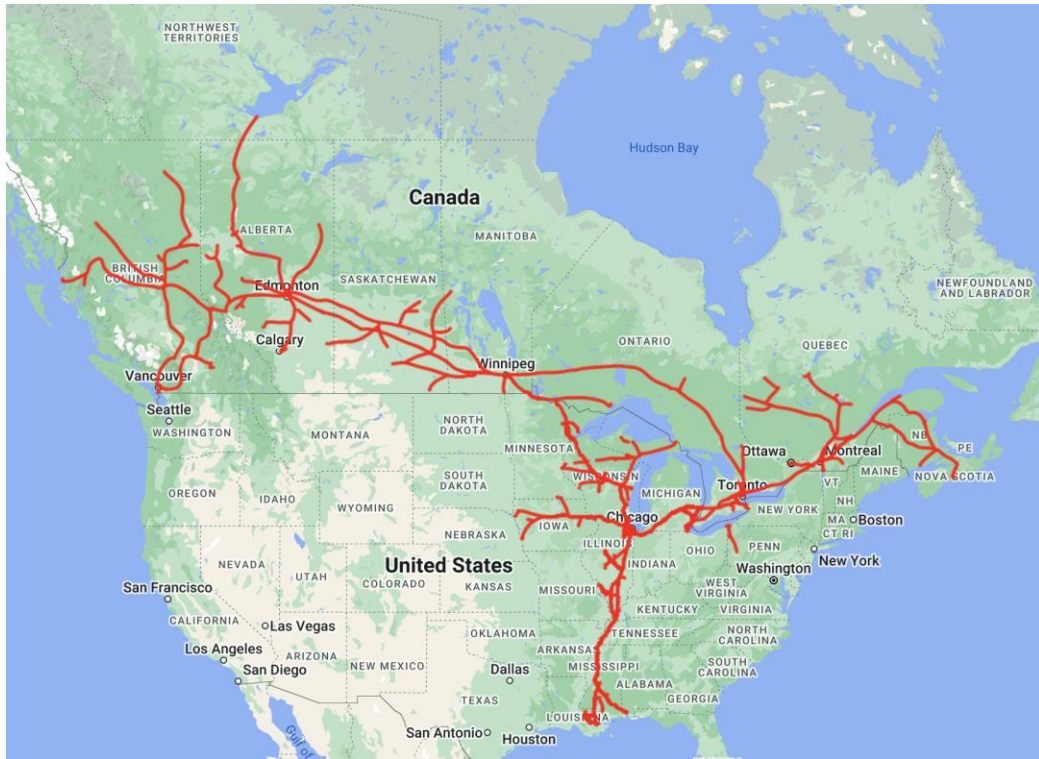 NORTHWEST
TERRITORIES
Hudson Bay
Canada
ALBERTA
MANITOBA
BRITISH
COLUMBIA
Edmonton
SASKATCHEWAN
NEWFOUNDLAND
AND LABRADOR
ONTARIO
QUEBEC
Calgary
Winnipeg
Vancouver
Seattle
WASHINGTON
MONTANA
NORTH
DAKOTA
MINNESOTA
Ottawa
Montreal
NB
PE
MAINE
NOVA SCOTIA
SOUTH
DAKOTA
WISCONSIN
MICHIGAN
Toronto
VT
NH
OREGON
IDAHO
WYOMING
NEW YORK
MA
Boston
CT RI
IOWA
Chicago
NEBRASKA
ILLINOIS
OHIO
PENN
New York
NEVADA
UTAH
COLORADO
United States
KANSAS
MISSOURI
INDIANA
WEST
VIRGINIA
Washington
San Francisco
CALIFORNIA
Las Vegas
KENTUCKY
VIRGINIA
Los Angeles
ARIZONA
NEW MEXICO
OKLAHOMA
ARKANSAS
TENNESSEE
NORTH
CAROLINA
San Diego
Dallas
MISSISSIPPI
SOUTH
CAROLINA
ALABAMA
GEORGIA
TEXAS
LOUISIANA
San Antonio
Houston
Gulf of